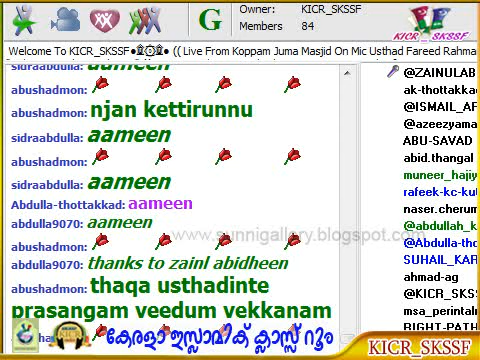 G
Owner: KICR_SKSSF
Members 84
KICR_SKSSF
Welcome To KICR_SKSSF●۩۞۩● (( Live From Koppam Juma Masjid On Mic Usthad Fareed Rahma
sidraabdulla: aameen
abushadmon:
abushadmon: njan kettirunnu
sidraabdulla: aameen
abushadmon:
sidraabdulla: aameen
Abdulla-thottakkad: aameen
abdulla9070: aameen
www.sunnigallery.blogspot.com
abushadmon:
abdulla9070: thanks to zainl abidheen
abushadmon: thaqa usthadinte
prasangam veedum vekkanam
@ZAINULAB
ak-thottakkad
@ISMAIL_AF
@azeezyama
ABU-SAVAD
abid.thangal
muneer_hajiy
rafeek-kc-kut
naser.cherum
@abdullah_k
@Abdulla-tho
SUHAIL_KAR
ahmad-ag
@KICR_SKSS
msa_perintalm
RIGHT-PATH
KICR
കേരളാ ഇസ്ലാമിക് ക്ലാസ്സ് റൂം
KICR_SKSSF